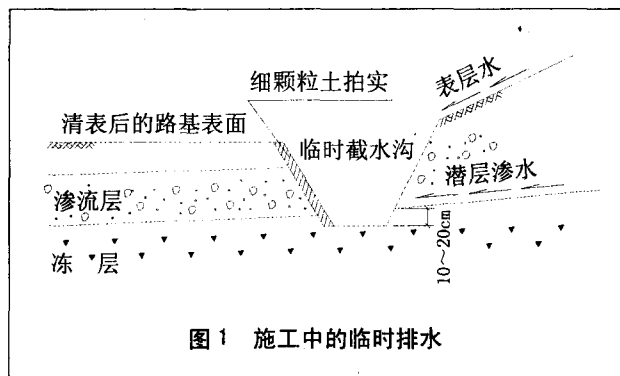 细颗粒土拍实
表层水
清表后的路基表面
临时截水沟
潜层渗水
渗流层
10～20cm
冻 层
图1 施工中的临时排水